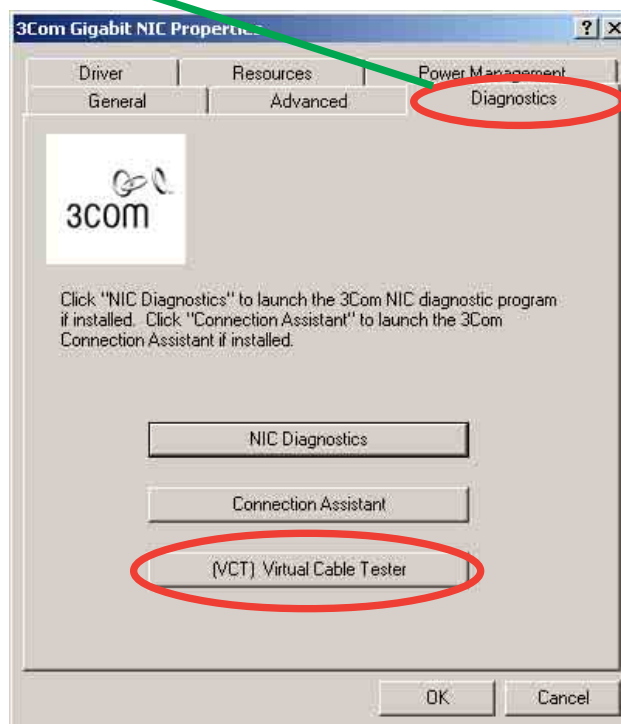 3Com Gigabit NIC Properties
Driver
Resources
Power Management
General
Advanced
Diagnostics
3COM
Click "NIC Diagnostics" to launch the 3Com NIC diagnostic program
if installed. Click "Connection Assistant" to launch the 3Com
Connection Assistant if installed.
NIC Diagnostics
Connection Assistant
(VCT) Virtual Cable Tester
OK
Cancel